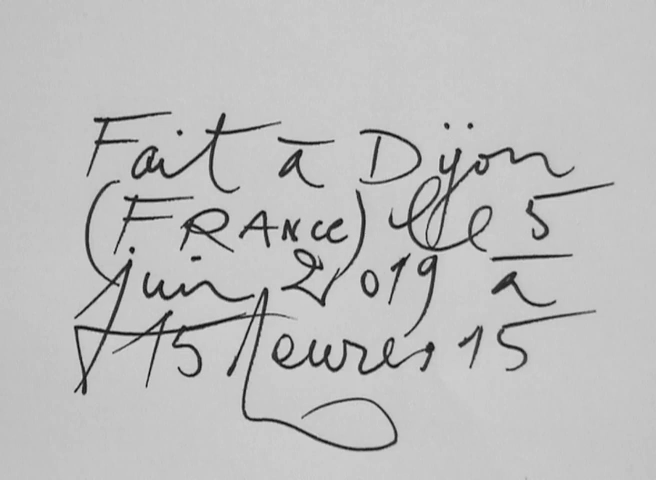 Fait à Dijon
(FRANCE) le 5
juin 2019 à
15 Heures 15